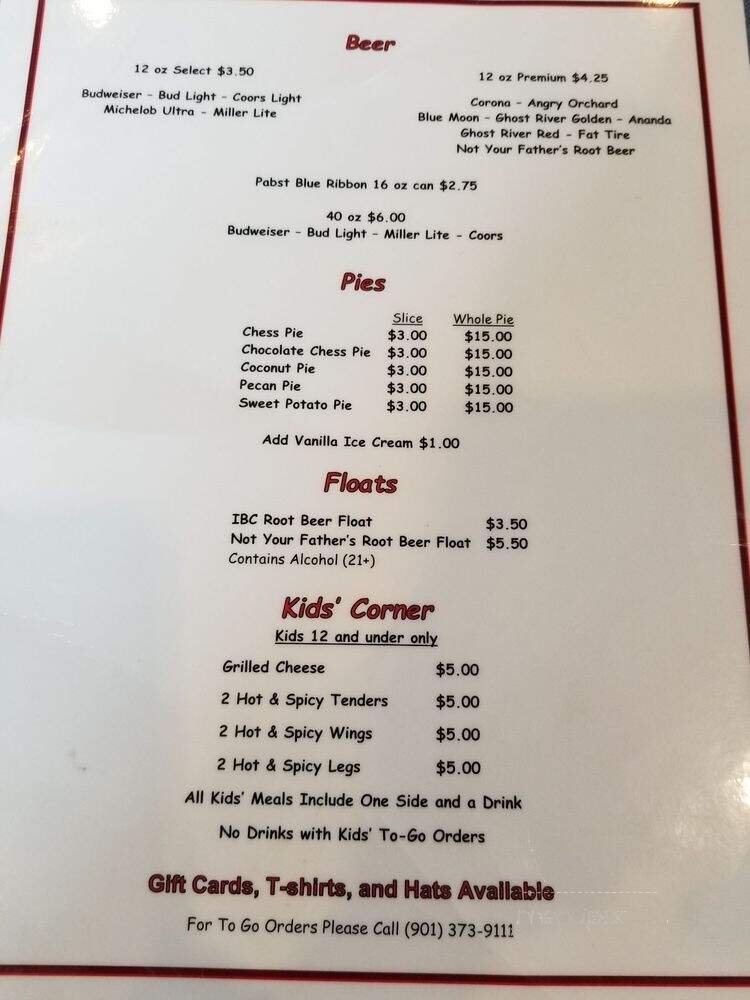 Beer
12 oz Select $3.50
Budweiser - Bud Light - Coors Light
Michelob Ultra - Miller Lite
12 oz Premium $4.25
Corona - Angry Orchard
Blue Moon - Ghost River Golden - Ananda
Ghost River Red - Fat Tire
Not Your Father's Root Beer
Pabst Blue Ribbon 16 oz can $2.75
40 oz $6.00
Budweiser - Bud Light - Miller Lite - Coors
Pies
Slice Whole Pie
Chess Pie $3.00 $15.00
Chocolate Chess Pie $3.00 $15.00
Coconut Pie $3.00 $15.00
Pecan Pie $3.00 $15.00
Sweet Potato Pie $3.00 $15.00
Add Vanilla Ice Cream $1.00
Floats
IBC Root Beer Float $3.50
Not Your Father's Root Beer Float $5.50
Contains Alcohol (21+)
Kids' Corner
Kids 12 and under only
Grilled Cheese $5.00
2 Hot & Spicy Tenders $5.00
2 Hot & Spicy Wings $5.00
2 Hot & Spicy Legs $5.00
All Kids' Meals Include One Side and a Drink
No Drinks with Kids' To-Go Orders
Gift Cards, T-shirts, and Hats Available
For To Go Orders Please Call (901) 373-9111